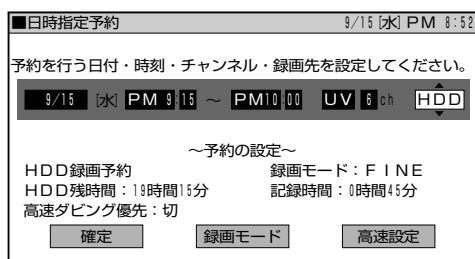 ■日時指定予約 9/15 [水] PM 8:52
予約を行う日付・時刻・チャンネル・録画先を設定してください。
9/15 [水] PM 9:15 ～ PM10:00 UV 6 ch HDD
～予約の設定～
HDD録画予約 録画モード：FINE
HDD残時間：19時間15分 記録時間：0時間45分
高速ダビング優先：切
確定 録画モード 高速設定